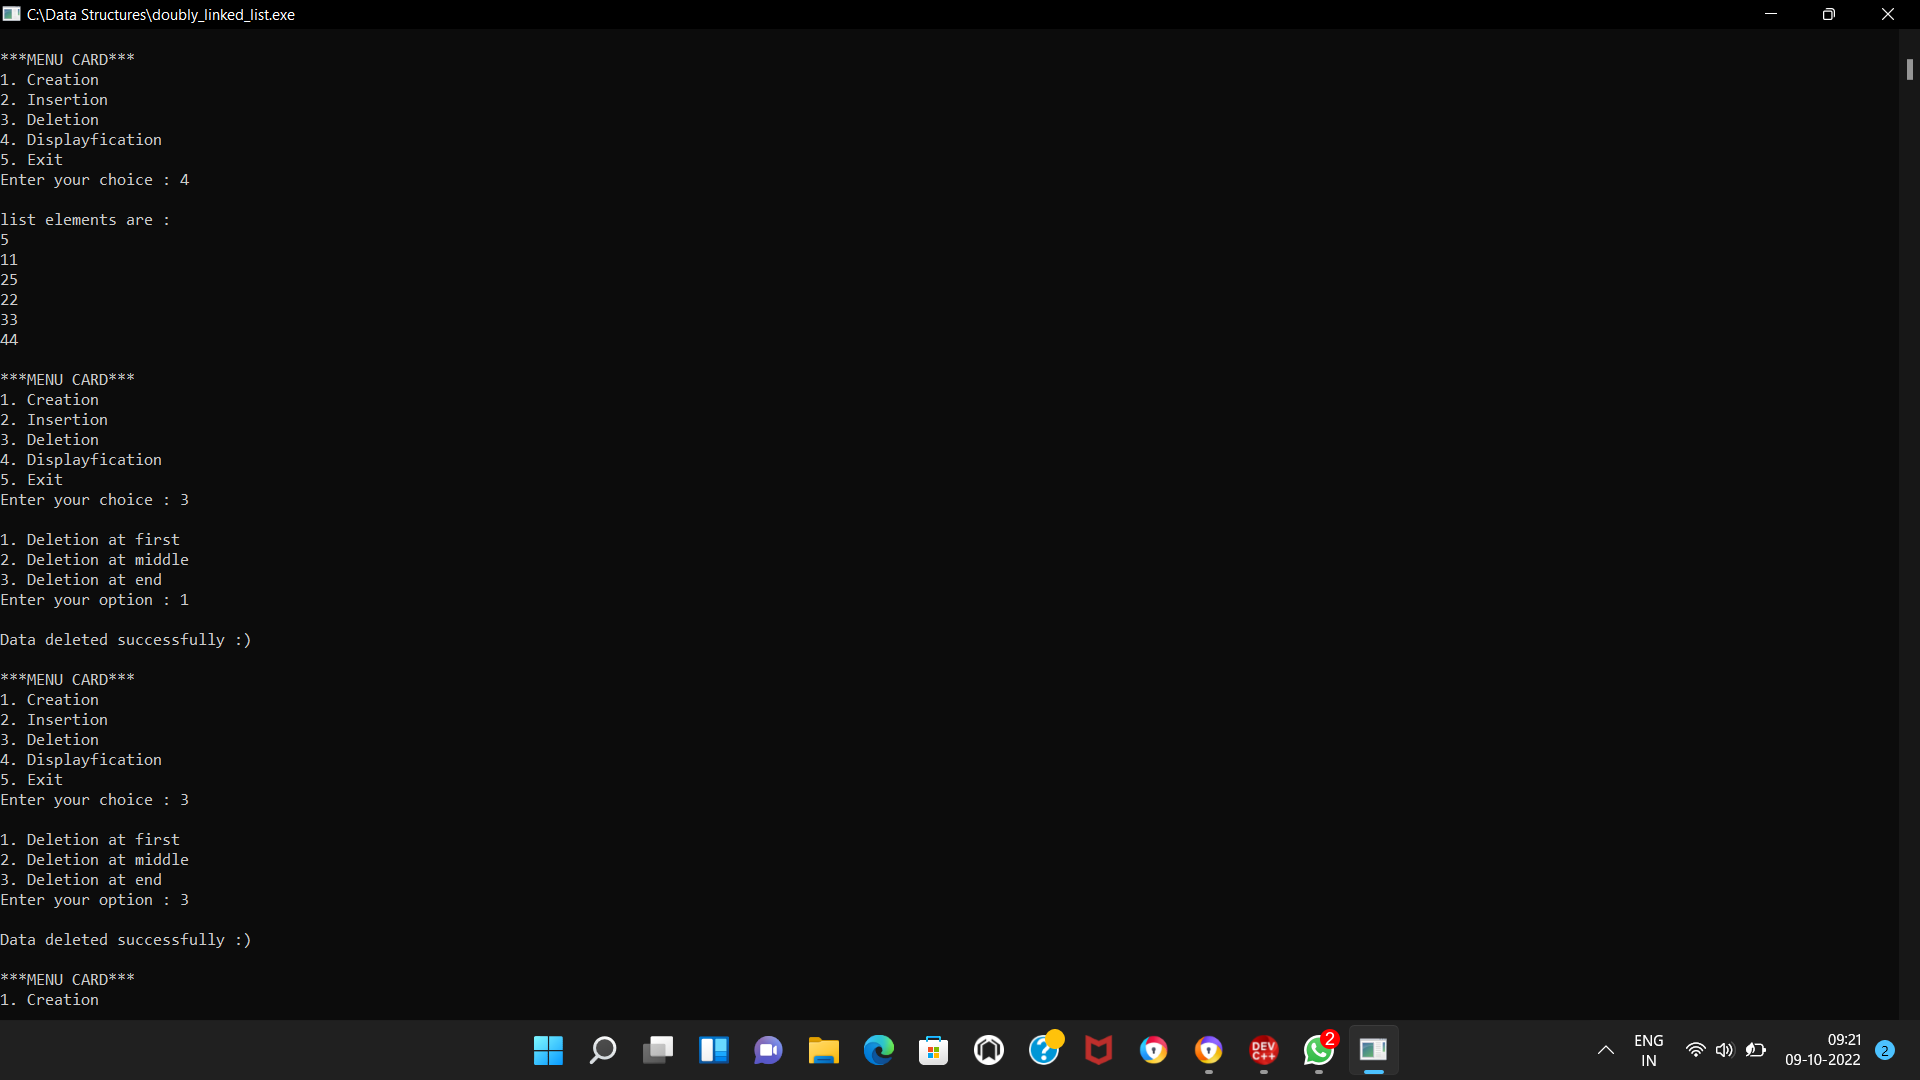 C:\Data Structures\doubly_linked_list.exe
***MENU CARD***
1. Creation
2. Insertion
3. Deletion
4. Displayfication
5. Exit
Enter your choice : 4
list elements are :
5
11
25
22
33
44
***MENU CARD***
1. Creation
2. Insertion
3. Deletion
4. Displayfication
5. Exit
Enter your choice : 3
1. Deletion at first
2. Deletion at middle
3. Deletion at end
Enter your option : 1
Data deleted successfully :)
***MENU CARD***
1. Creation
2. Insertion
3. Deletion
4. Displayfication
5. Exit
Enter your choice : 3
1. Deletion at first
2. Deletion at middle
3. Deletion at end
Enter your option : 3
Data deleted successfully :)
***MENU CARD***
1. Creation
DEV
C++
2
ENG
IN
09:21
09-10-2022
2